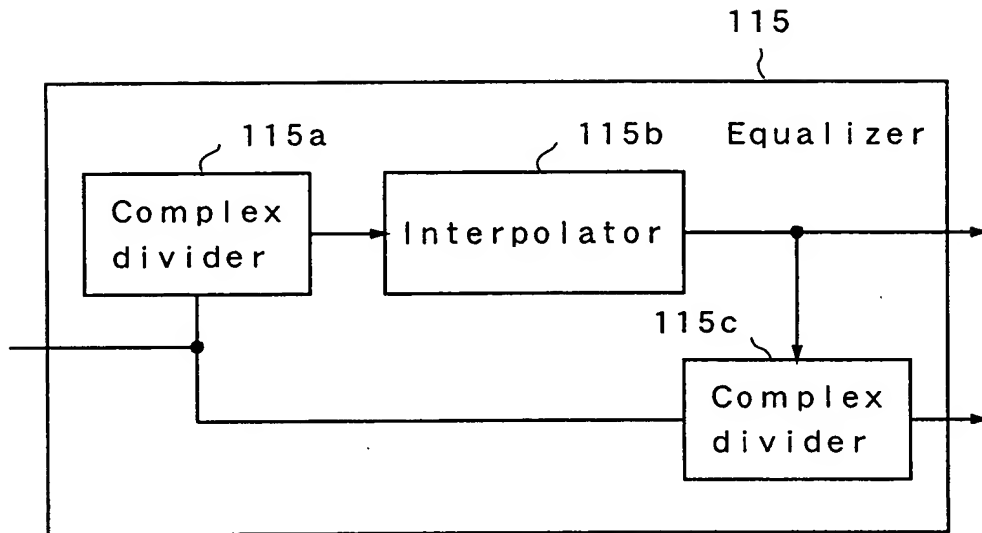 115
115a
115b
Equalizer
Complex
divider
Interpolator
115c
Complex
divider